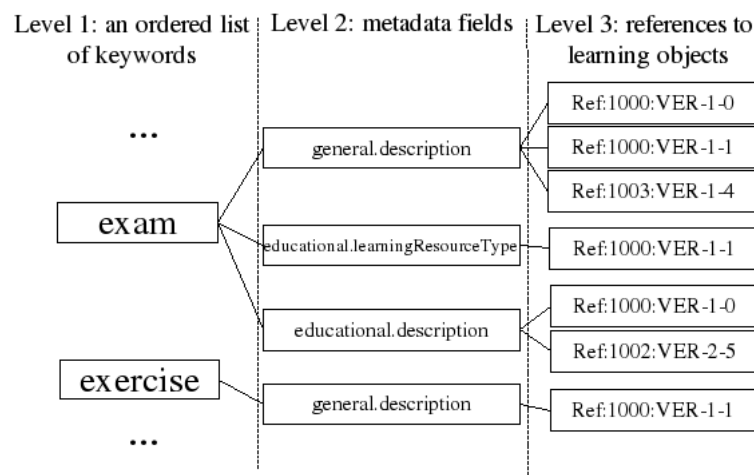 Level 1: an ordered list
of keywords
Level 2: metadata fields
Level 3: references to
learning objects
...
exam
exercise
...
general.description
educational.learningResourceType
educational.description
general.description
Ref:1000:VER-1-0
Ref:1000:VER-1-1
Ref:1003:VER-1-4
Ref:1000:VER-1-1
Ref:1000:VER-1-0
Ref:1002:VER-2-5
Ref:1000:VER-1-1